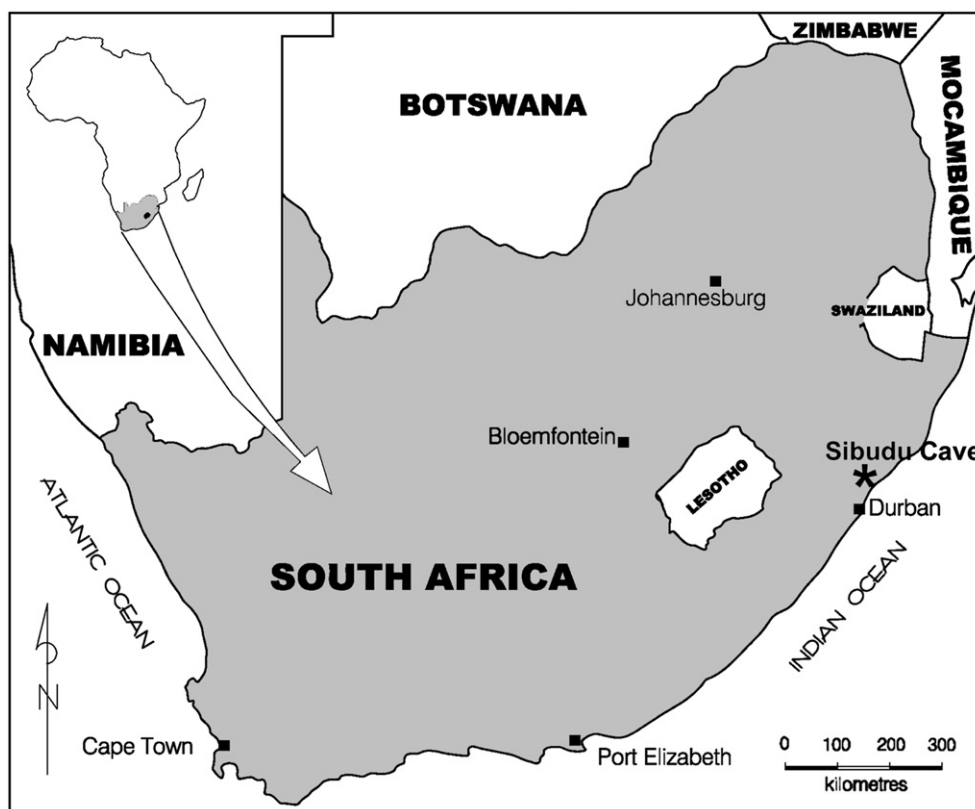 ZIMBABWE
BOTSWANA
MOCAMBIQUE
Johannesburg
SWAZILAND
NAMIBIA
Bloemfontein
Sibudu Cave
LESOTHO
Durban
ATLANTIC OCEAN
SOUTH AFRICA
INDIAN OCEAN
N
Cape Town
Port Elizabeth
0 100 200 300
kilometres